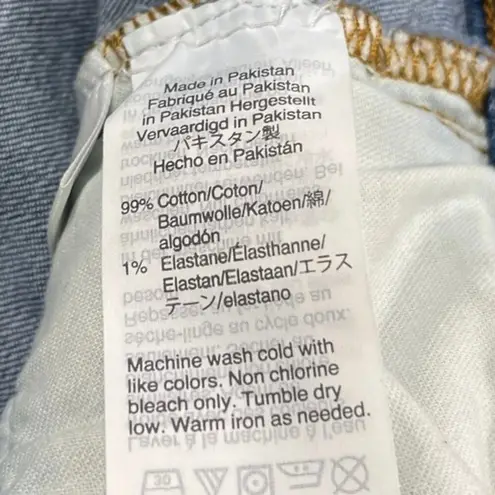 Made in Pakistan
Fabriqué au Pakistan
in Pakistan Hergestellt
Vervaardigd in Pakistan
パキスタン製
Hecho en Pakistán
99% Cotton/Coton/
Baumwolle/Katoen/綿/
algodón
1% Elastane/Élasthanne/
Elastan/Elastaan/エラス
テーン/elastano
Machine wash cold with
like colors. Non chlorine
bleach only. Tumble dry
low. Warm iron as needed.
30